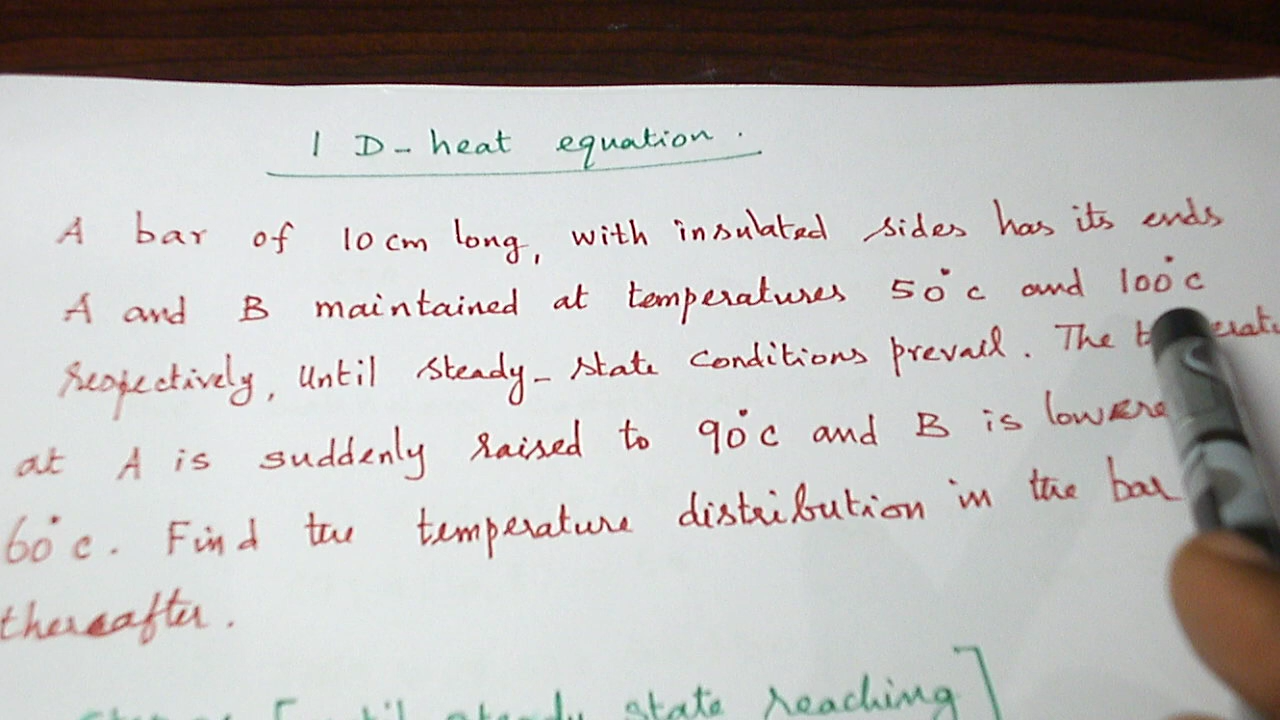 1 D-heat equation.
A bar of 10 cm long, with insulated sides has its ends
A and B maintained at temperatures 50°c and 100°c
respectively, until steady-state conditions prevail. The
at A is suddenly raised to 90°c and B is
60°c. Find the temperature distribution in the bar
thereafter.
steady state reaching]